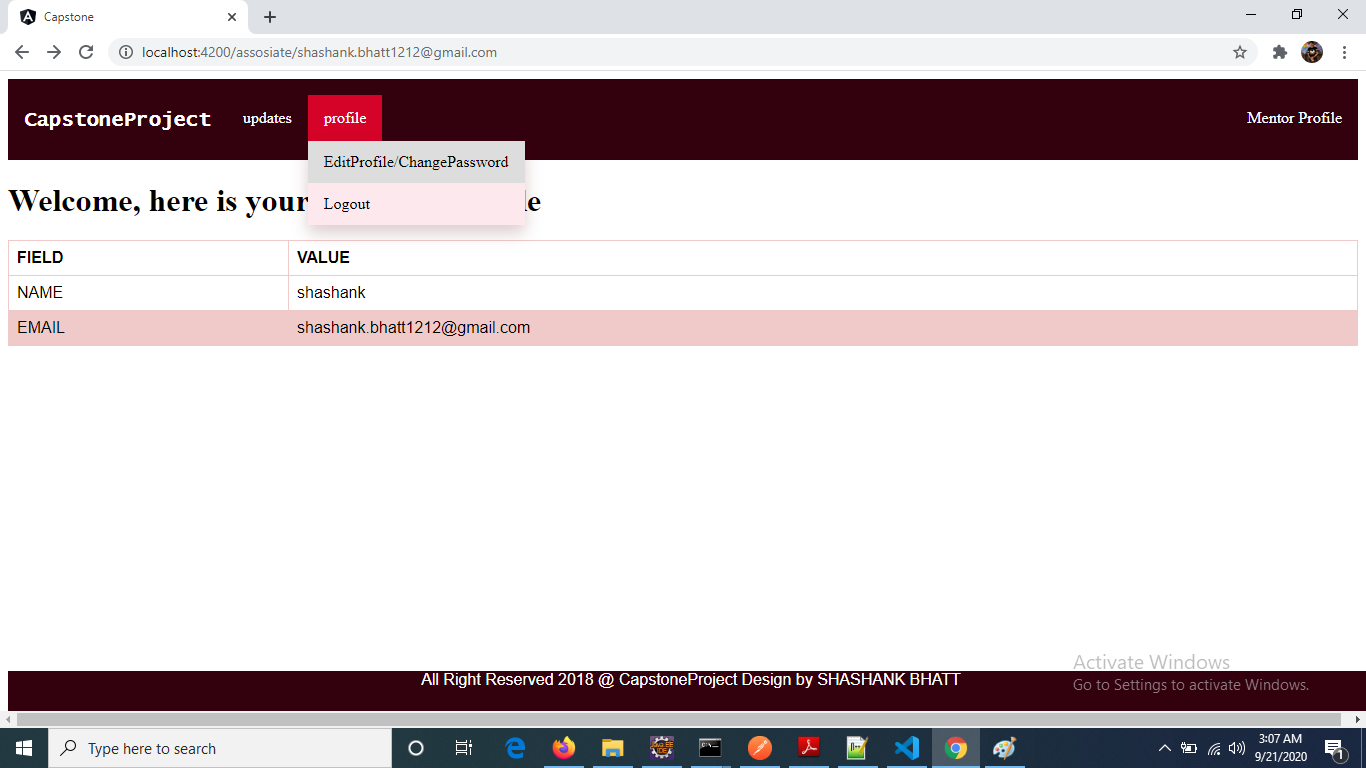 Capstone
localhost:4200/assosiate/shashank.bhatt1212@gmail.com
CapstoneProject updates profile Mentor Profile
EditProfile/ChangePassword
Logout
Welcome, here is your
FIELD VALUE
NAME shashank
EMAIL shashank.bhatt1212@gmail.com
All Right Reserved 2018 @ CapstoneProject Design by SHASHANK BHATT
Activate Windows
Go to Settings to activate Windows.
Type here to search
3:07 AM
9/21/2020
1